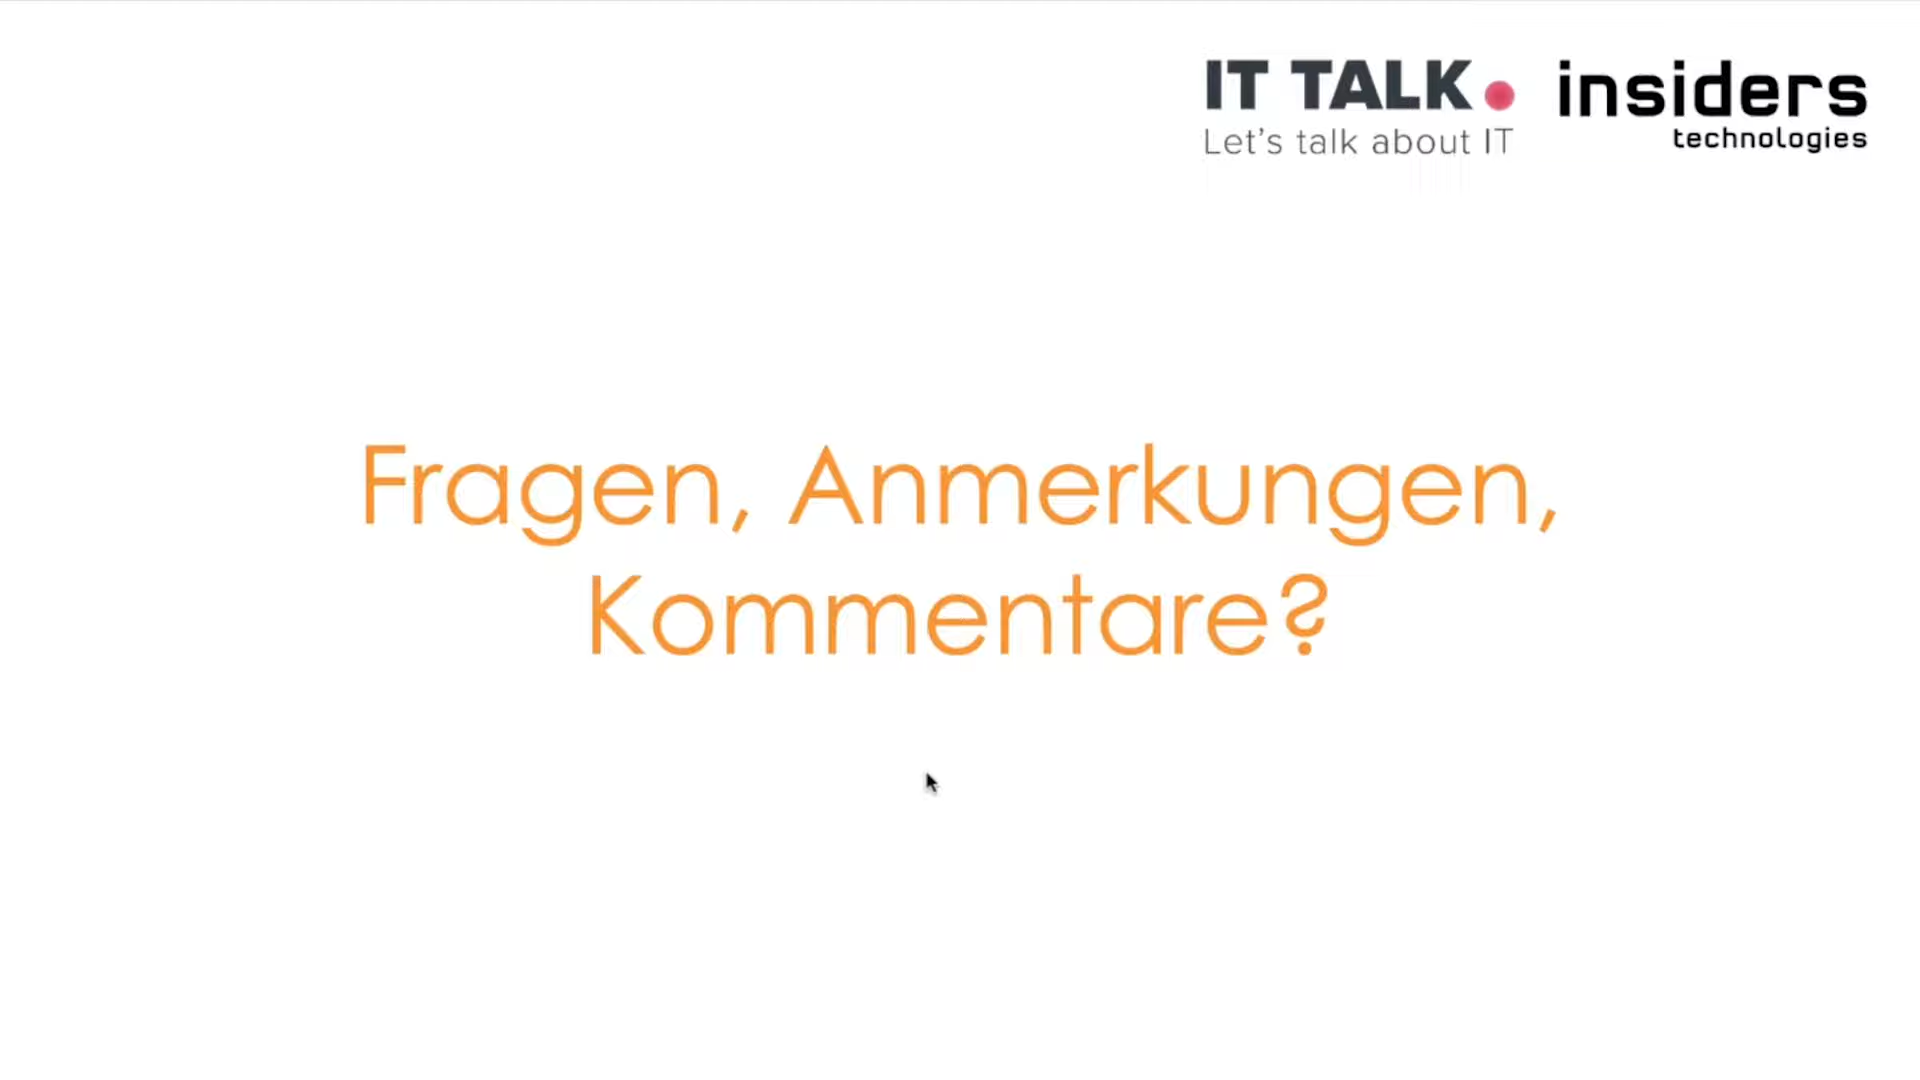 IT TALK.
Let's talk about IT
insiders
technologies
Fragen, Anmerkungen,
Kommentare?